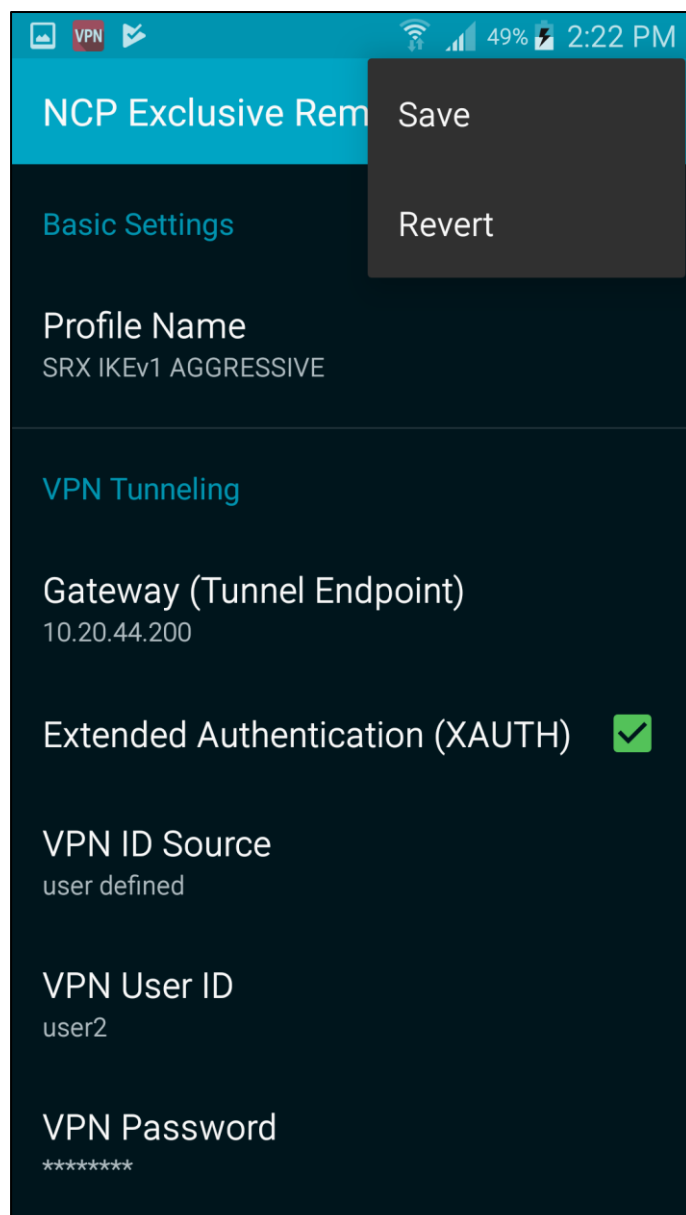 VPN 49% 2:22 PM
NCP Exclusive Rem
Save
Revert
Basic Settings
Profile Name
SRX IKEv1 AGGRESSIVE
VPN Tunneling
Gateway (Tunnel Endpoint)
10.20.44.200
Extended Authentication (XAUTH)
VPN ID Source
user defined
VPN User ID
user2
VPN Password
********